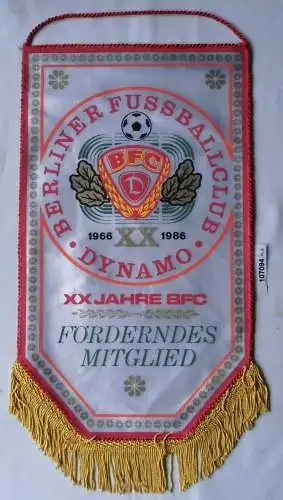 BERLINER FUSSBALLCLUB
· DYNAMO ·
BFC
D
1966 XX 1986
XX JAHRE BFC
FÖRDERNDES
MITGLIED
107094